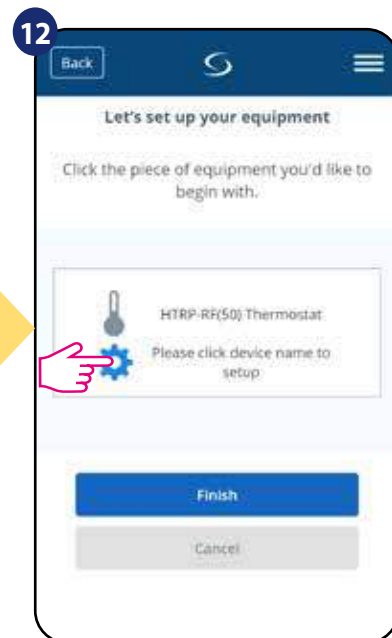 12
Back
Let's set up your equipment
Click the piece of equipment you'd like to
begin with.
HTRP-RF(50) Thermostat
Please click device name to
setup
Finish
Cancel